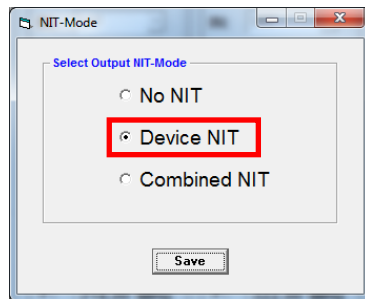 NIT-Mode
Select Output NIT-Mode
No NIT
Device NIT
Combined NIT
Save